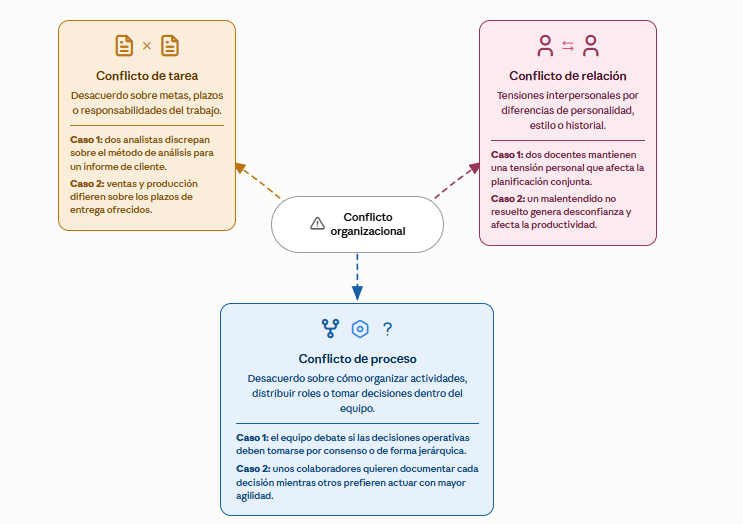 Conflicto de tarea
Desacuerdo sobre metas, plazos
o responsabilidades del trabajo.
Caso 1: dos analistas discrepan
sobre el método de análisis para
un informe de cliente.
Caso 2: ventas y producción
difieren sobre los plazos de
entrega ofrecidos.
Conflicto de relación
Tensiones interpersonales por
diferencias de personalidad,
estilo o historial.
Caso 1: dos docentes mantienen
una tensión personal que afecta la
planificación conjunta.
Caso 2: un malentendido no
resuelto genera desconfianza y
afecta la productividad.
Conflicto
organizacional
?
Conflicto de proceso
Desacuerdo sobre cómo organizar actividades,
distribuir roles o tomar decisiones dentro del
equipo.
Caso 1: el equipo debate si las decisiones operativas
deben tomarse por consenso o de forma jerárquica.
Caso 2: unos colaboradores quieren documentar cada
decisión mientras otros prefieren actuar con mayor
agilidad.